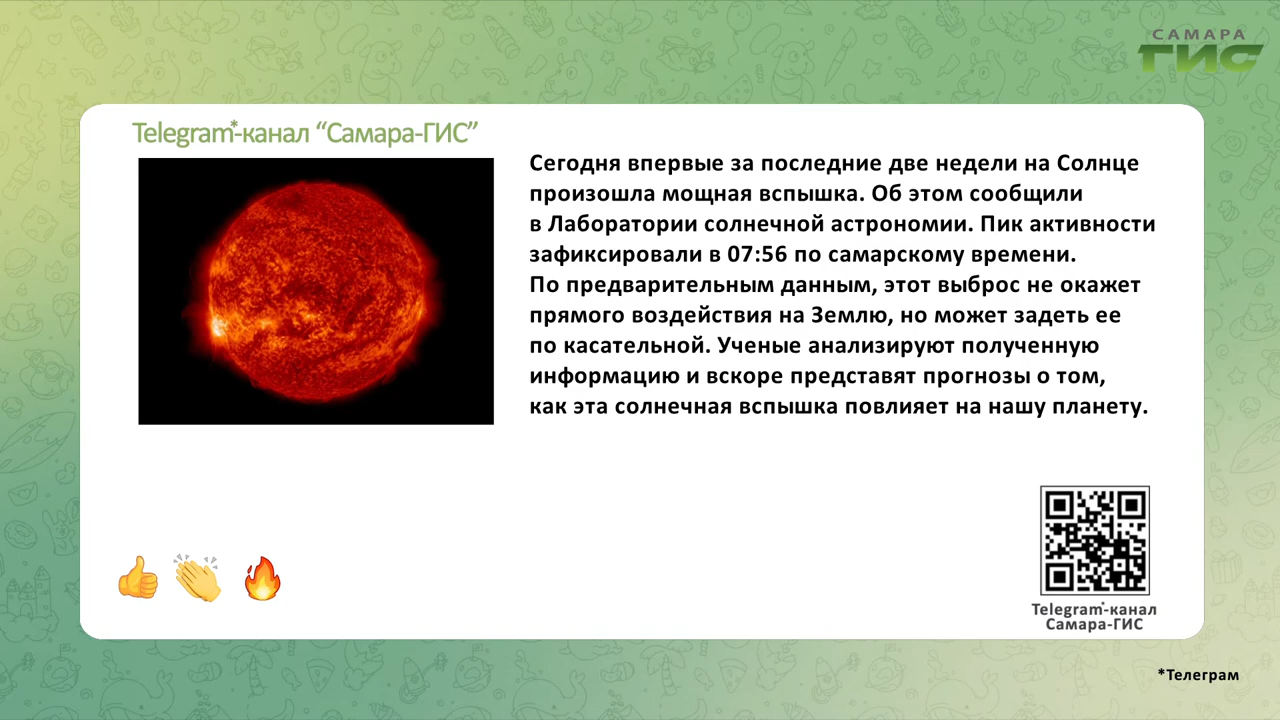 САМАРА
ГИС
Telegram*-канал “Самара-ГИС”
Сегодня впервые за последние две недели на Солнце
произошла мощная вспышка. Об этом сообщили
в Лаборатории солнечной астрономии. Пик активности
зафиксировали в 07:56 по самарскому времени.
По предварительным данным, этот выброс не окажет
прямого воздействия на Землю, но может задеть ее
по касательной. Ученые анализируют полученную
информацию и вскоре представят прогнозы о том,
как эта солнечная вспышка повлияет на нашу планету.
Telegram*-канал
Самара-ГИС
*Телеграм